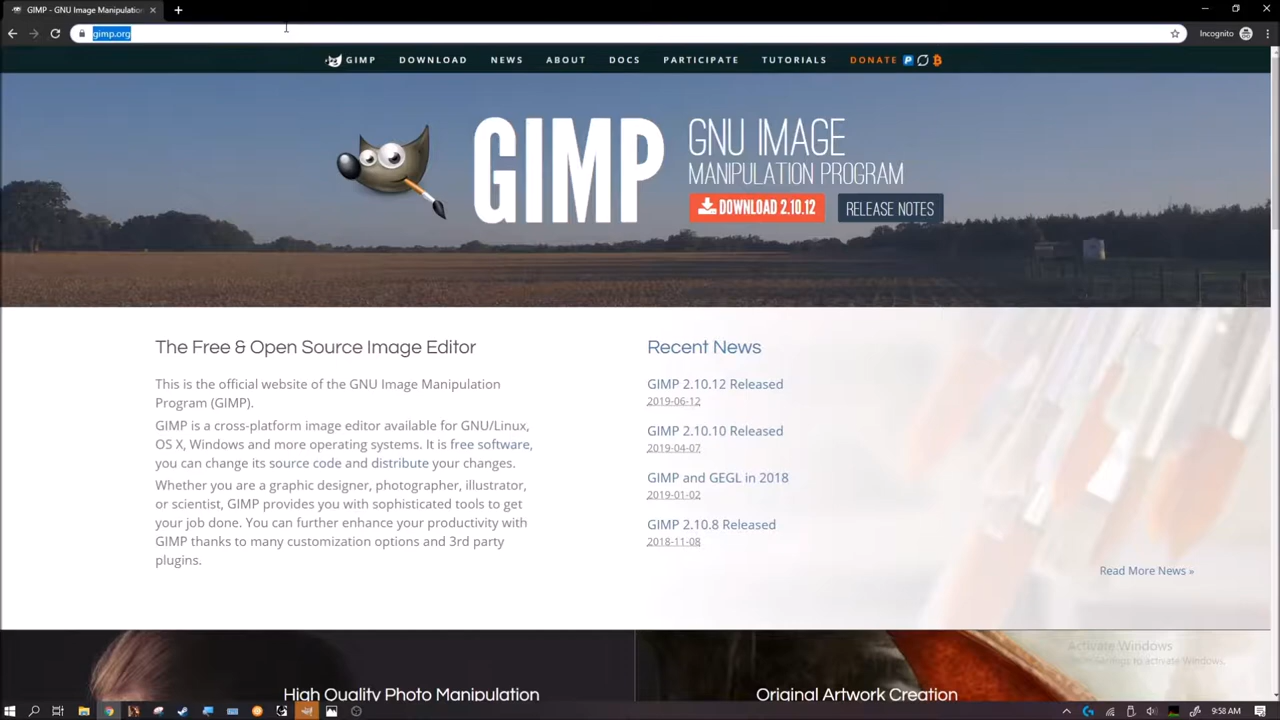 GIMP - GNU Image Manipulation
gimp.org
Incognito
GIMP DOWNLOAD NEWS ABOUT DOCS PARTICIPATE TUTORIALS DONATE
GIMP
GNU IMAGE
MANIPULATION PROGRAM
DOWNLOAD 2.10.12 RELEASE NOTES
The Free & Open Source Image Editor
This is the official website of the GNU Image Manipulation
Program (GIMP).
GIMP is a cross-platform image editor available for GNU/Linux,
OS X, Windows and more operating systems. It is free software,
you can change its source code and distribute your changes.
Whether you are a graphic designer, photographer, illustrator,
or scientist, GIMP provides you with sophisticated tools to get
your job done. You can further enhance your productivity with
GIMP thanks to many customization options and 3rd party
plugins.
Recent News
GIMP 2.10.12 Released
2019-06-12
GIMP 2.10.10 Released
2019-04-07
GIMP and GEGL in 2018
2019-01-02
GIMP 2.10.8 Released
2018-11-08
Read More News »
High Quality Photo Manipulation
Original Artwork Creation
Activate Windows
to activate Windows.
9:58 AM